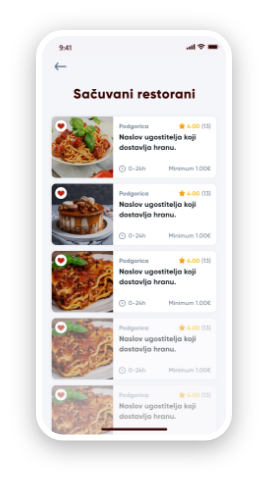 9:41
Sačuvani restorani
Podgorica 4.00 (13)
Naslov ugostitelja koji
dostavlja hranu.
0-24h Minimum 1.00€
Podgorica 4.00 (13)
Naslov ugostitelja koji
dostavlja hranu.
0-24h Minimum 1.00€
Podgorica 4.00 (13)
Naslov ugostitelja koji
dostavlja hranu.
0-24h Minimum 1.00€
Podgorica 4.00 (13)
Naslov ugostitelja koji
dostavlja hranu.
0-24h Minimum 1.00€
Podgorica 4.00 (13)
Naslov ugostitelja koji
dostavlja hranu.